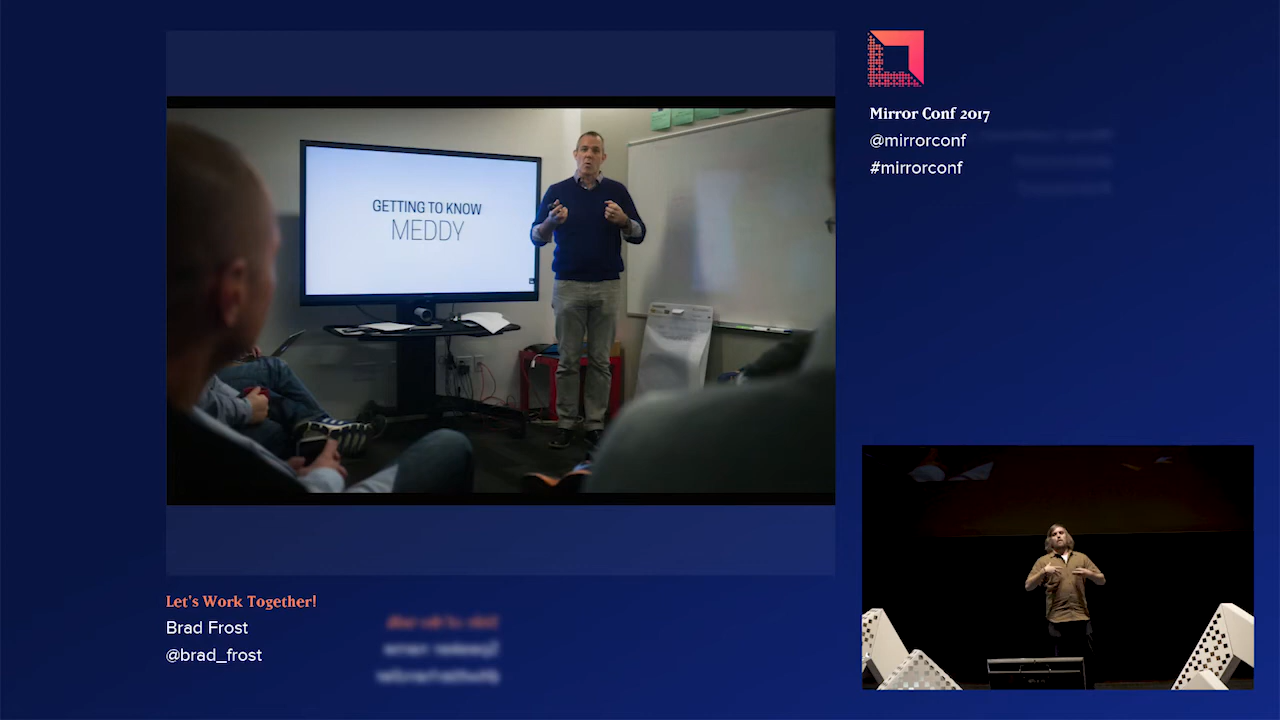 GETTING TO KNOW
MEDDY
Mirror Conf 2017
@mirrorconf
#mirrorconf
Let's Work Together!
Brad Frost
@brad_frost